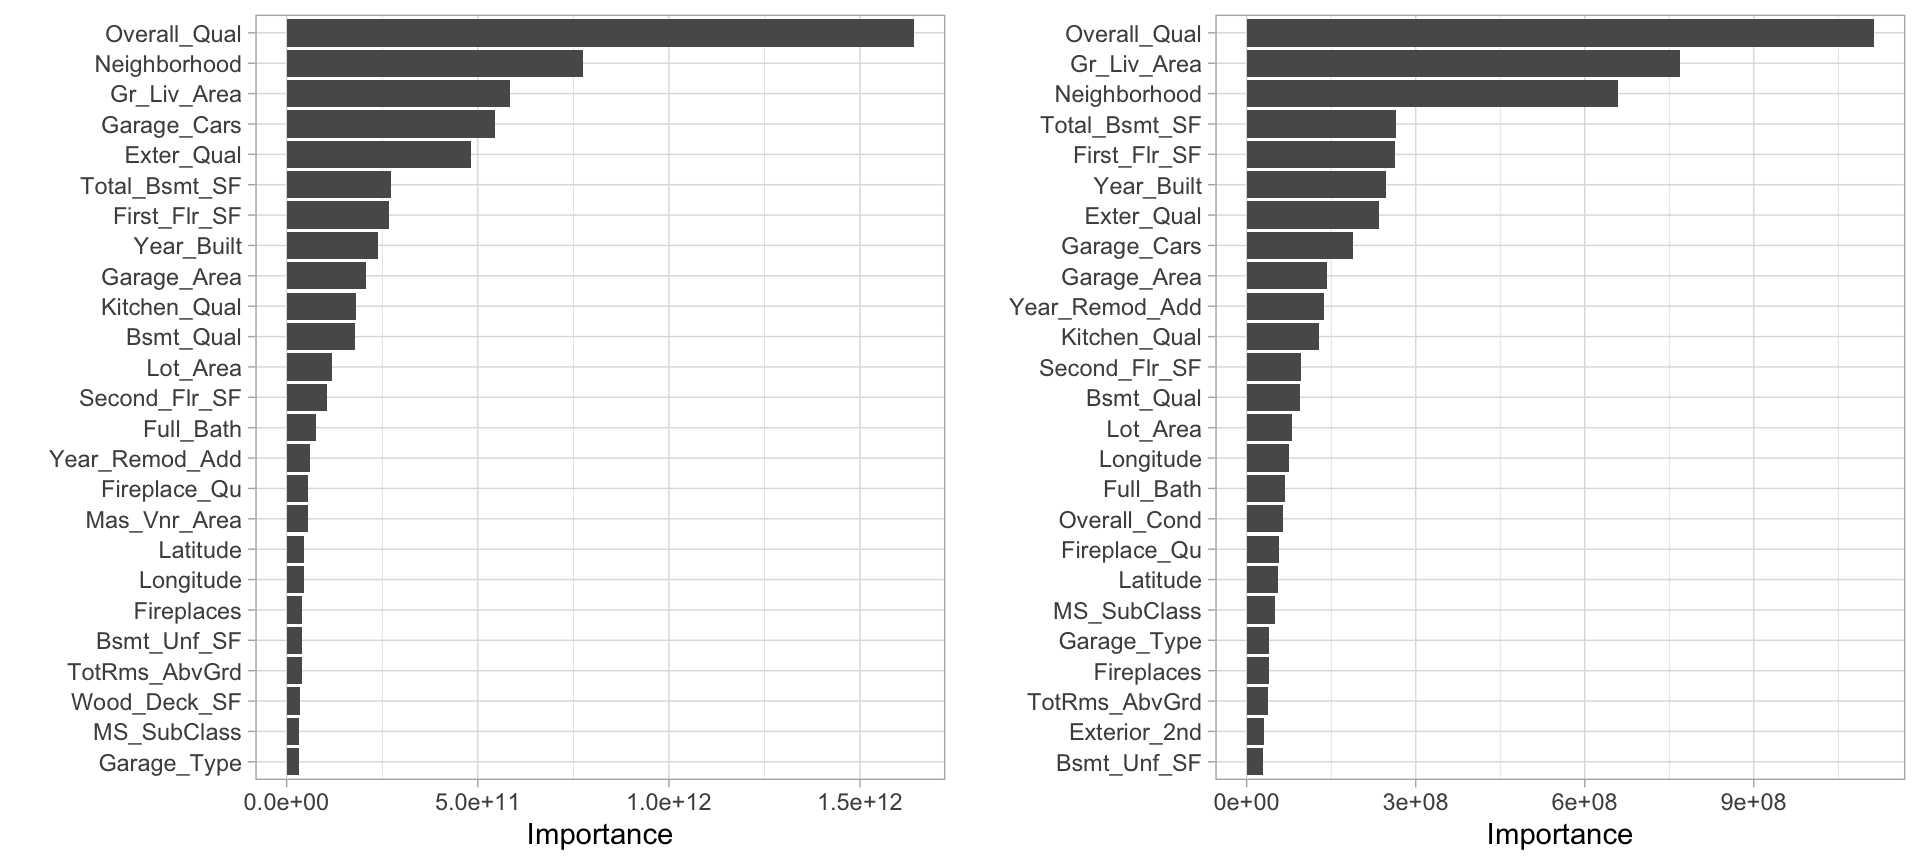 Overall_Qual
Neighborhood
Gr_Liv_Area
Garage_Cars
Exter_Qual
Total_Bsmt_SF
First_Flr_SF
Year_Built
Garage_Area
Kitchen_Qual
Bsmt_Qual
Lot_Area
Second_Flr_SF
Full_Bath
Year_Remod_Add
Fireplace_Qu
Mas_Vnr_Area
Latitude
Longitude
Fireplaces
Bsmt_Unf_SF
TotRms_AbvGrd
Wood_Deck_SF
MS_SubClass
Garage_Type
0.0e+00 5.0e+11 1.0e+12 1.5e+12
Importance
Overall_Qual
Gr_Liv_Area
Neighborhood
Total_Bsmt_SF
First_Flr_SF
Year_Built
Exter_Qual
Garage_Cars
Garage_Area
Year_Remod_Add
Kitchen_Qual
Second_Flr_SF
Bsmt_Qual
Lot_Area
Longitude
Full_Bath
Overall_Cond
Fireplace_Qu
Latitude
MS_SubClass
Garage_Type
Fireplaces
TotRms_AbvGrd
Exterior_2nd
Bsmt_Unf_SF
0e+00 3e+08 6e+08 9e+08
Importance